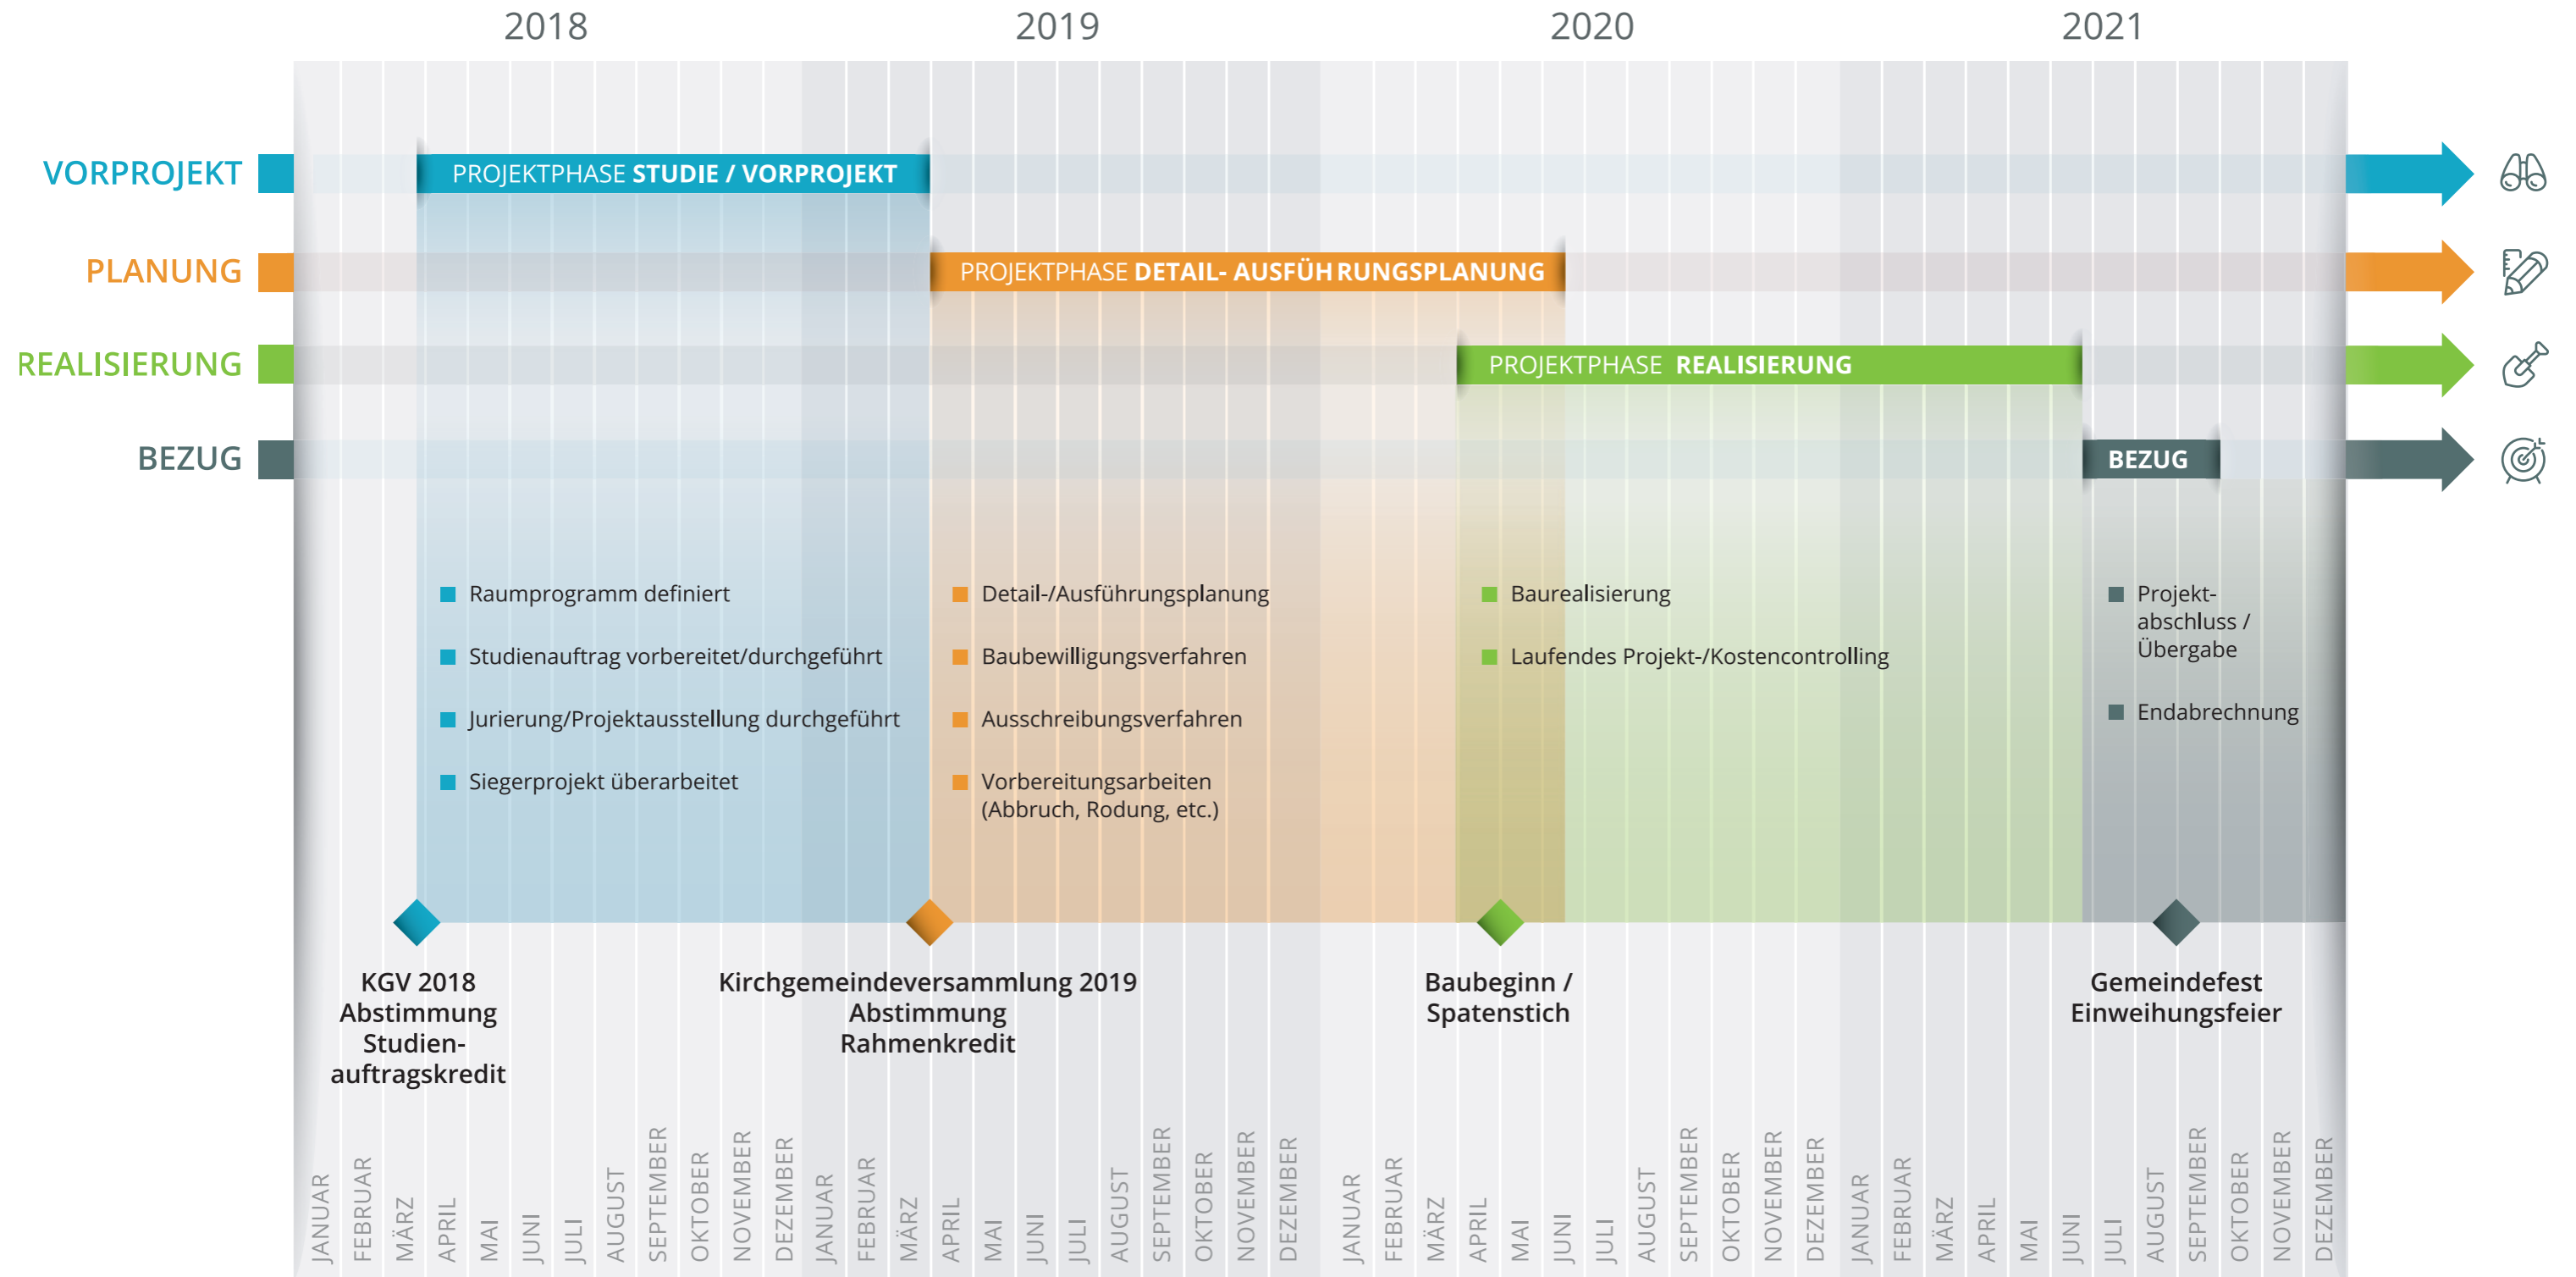 2018 2019 2020 2021
VORPROJEKT
PROJEKTPHASE STUDIE / VORPROJEKT
PLANUNG
PROJEKTPHASE DETAIL- AUSFÜHRUNGSPLANUNG
REALISIERUNG
PROJEKTPHASE REALISIERUNG
BEZUG
BEZUG
Raumprogramm definiert
Studienauftrag vorbereitet/durchgeführt
Jurierung/Projektausstellung durchgeführt
Siegerprojekt überarbeitet
Detail-/Ausführungsplanung
Baubewilligungsverfahren
Ausschreibungsverfahren
Vorbereitungsarbeiten
(Abbruch, Rodung, etc.)
Baurealisierung
Laufendes Projekt-/Kostencontrolling
Projekt-
abschluss /
Übergabe
Endabrechnung
KGV 2018
Abstimmung
Studien-
auftragskredit
Kirchgemeindeversammlung 2019
Abstimmung
Rahmenkredit
Baubeginn /
Spatenstich
Gemeindefest
Einweihungsfeier
JANUAR
FEBRUAR
MÄRZ
APRIL
MAI
JUNI
JULI
AUGUST
SEPTEMBER
OKTOBER
NOVEMBER
DEZEMBER
JANUAR
FEBRUAR
MÄRZ
APRIL
MAI
JUNI
JULI
AUGUST
SEPTEMBER
OKTOBER
NOVEMBER
DEZEMBER
JANUAR
FEBRUAR
MÄRZ
APRIL
MAI
JUNI
JULI
AUGUST
SEPTEMBER
OKTOBER
NOVEMBER
DEZEMBER
JANUAR
FEBRUAR
MÄRZ
APRIL
MAI
JUNI
JULI
AUGUST
SEPTEMBER
OKTOBER
NOVEMBER
DEZEMBER